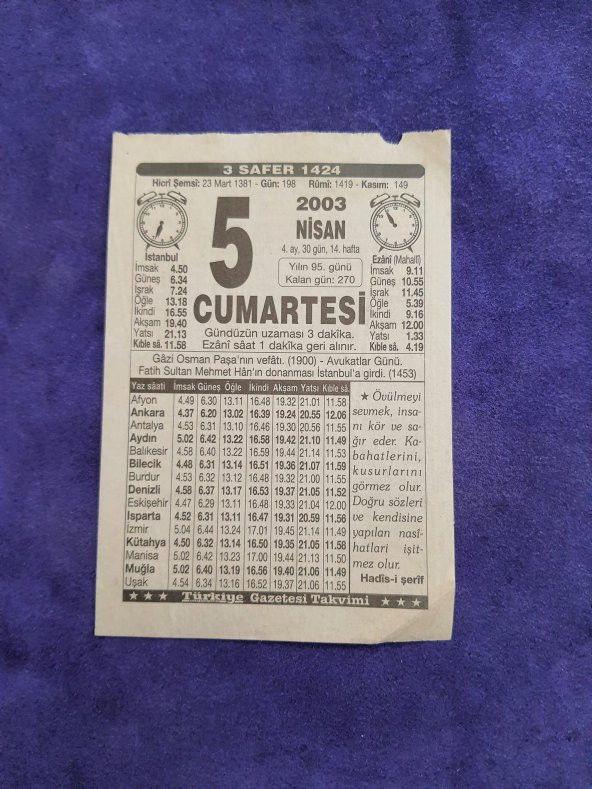 3 SAFER 1424
Hicrî Şemsî: 23 Mart 1381 - Gün: 198 Rûmî: 1419 - Kasım: 149
5
2003
NİSAN
4. ay, 30 gün, 14. hafta
Yılın 95. günü
Kalan gün: 270
CUMARTESİ
İstanbul
İmsak 4.50
Güneş 6.34
İşrak 7.24
Öğle 13.18
İkindi 16.55
Akşam 19.40
Yatsı 21.13
Kıble sâ. 11.58
Ezânî (Mahallî)
İmsak 9.11
Güneş 10.55
İşrak 11.45
Öğle 5.39
İkindi 9.16
Akşam 12.00
Yatsı 1.33
Kıble sâ. 4.19
Gündüzün uzaması 3 dakîka.
Ezânî sâat 1 dakîka geri alınır.
Gâzi Osman Paşa'nın vefâtı. (1900) - Avukatlar Günü.
Fatih Sultan Mehmet Hân'ın donanması İstanbul'a girdi. (1453)
Yaz sâati İmsak Güneş Öğle İkindi Akşam Yatsı Kıble sâ.
Afyon 4.49 6.30 13.11 16.48 19.32 21.01 11.58
Ankara 4.37 6.20 13.02 16.39 19.24 20.55 12.06
Antalya 4.53 6.31 13.10 16.46 19.30 20.56 11.55
Aydın 5.02 6.42 13.22 16.58 19.42 21.10 11.49
Balıkesir 4.58 6.40 13.22 16.59 19.44 21.14 11.53
Bilecik 4.48 6.31 13.14 16.51 19.36 21.07 11.59
Burdur 4.53 6.32 13.12 16.48 19.32 21.00 11.55
Denizli 4.58 6.37 13.17 16.53 19.37 21.05 11.52
Eskişehir 4.47 6.29 13.11 16.48 19.33 21.04 12.00
Isparta 4.52 6.31 13.11 16.47 19.31 20.59 11.56
İzmir 5.04 6.44 13.24 17.01 19.45 21.14 11.49
Kütahya 4.50 6.32 13.14 16.50 19.35 21.05 11.58
Manisa 5.02 6.42 13.23 17.00 19.44 21.13 11.50
Muğla 5.02 6.40 13.19 16.56 19.40 21.06 11.49
Uşak 4.54 6.34 13.16 16.52 19.37 21.06 11.55
★ Övülmeyi
sevmek, insa-
nı kör ve sa-
ğır eder. Ka-
bahatlerini,
kusurlarını
görmez olur.
Doğru sözleri
ve kendisine
yapılan nasî-
hatlari işit-
mez olur.
Hadîs-i şerîf
★ ★ ★ Türkiye Gazetesi Takvimi ★ ★ ★